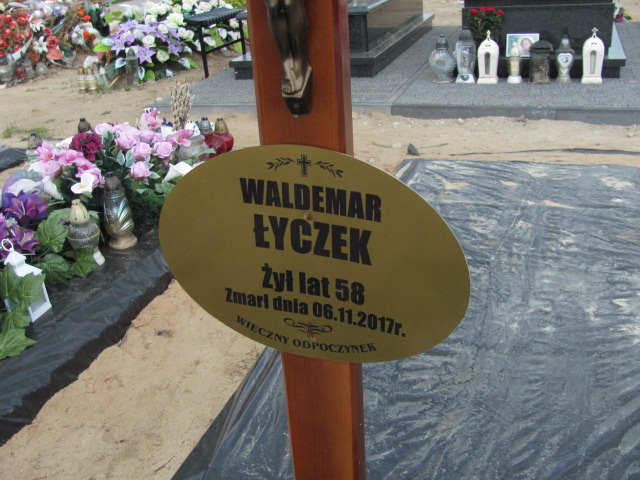 WALDEMAR
ŁYCZEK
Żył lat 58
Zmarł dnia 06.11.2017r.
WIECZNY ODPOCZYNEK